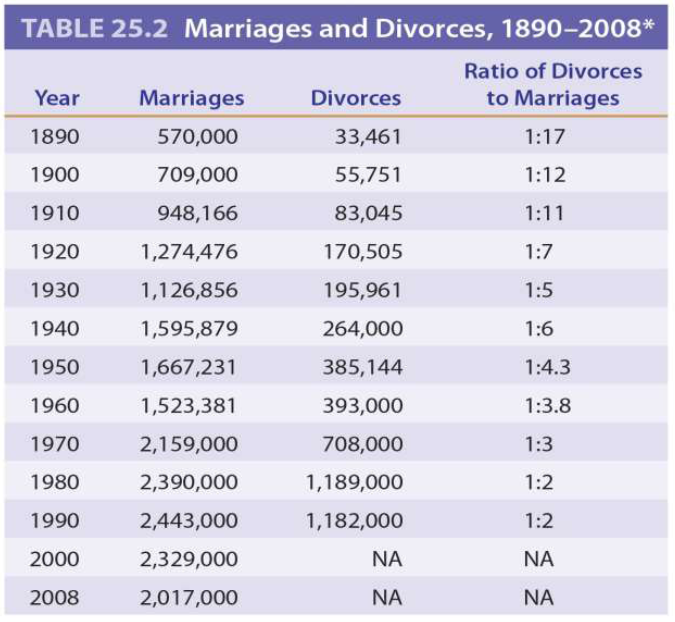 TABLE 25.2 Marriages and Divorces, 1890–2008*
Ratio of Divorces
Year Marriages Divorces to Marriages
1890 570,000 33,461 1:17
1900 709,000 55,751 1:12
1910 948,166 83,045 1:11
1920 1,274,476 170,505 1:7
1930 1,126,856 195,961 1:5
1940 1,595,879 264,000 1:6
1950 1,667,231 385,144 1:4.3
1960 1,523,381 393,000 1:3.8
1970 2,159,000 708,000 1:3
1980 2,390,000 1,189,000 1:2
1990 2,443,000 1,182,000 1:2
2000 2,329,000 NA NA
2008 2,017,000 NA NA